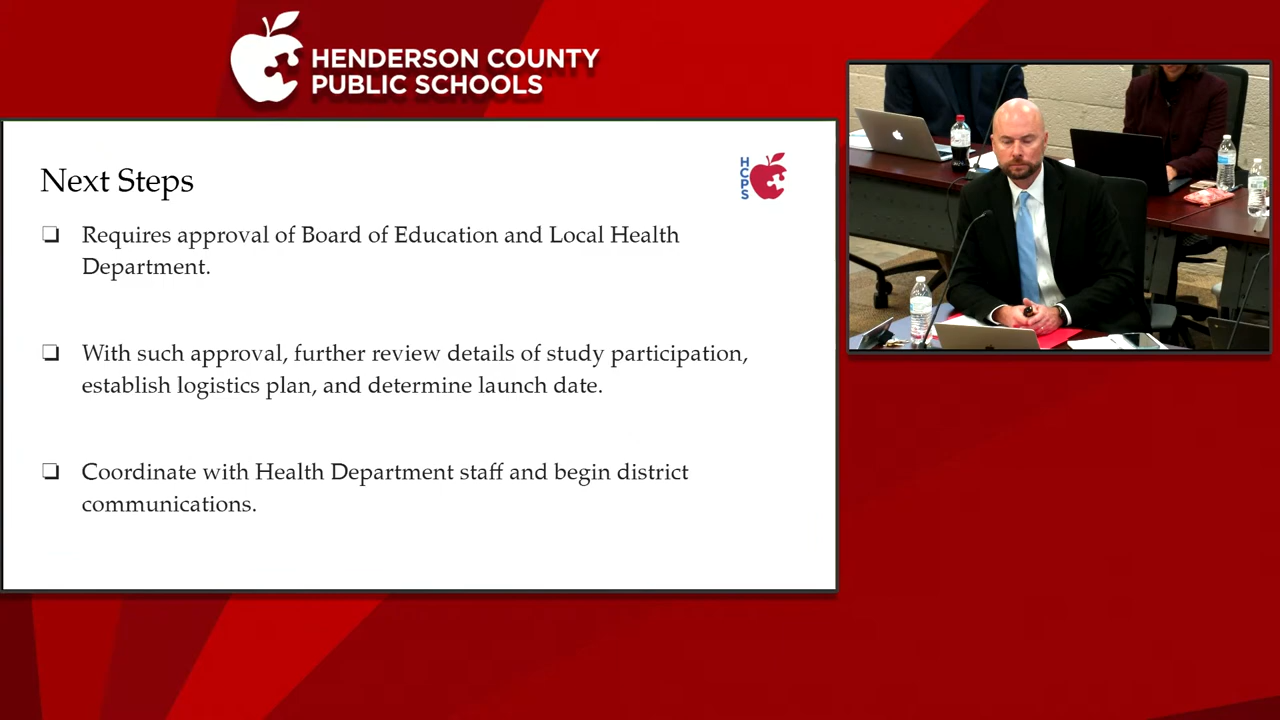 HENDERSON COUNTY
PUBLIC SCHOOLS
Next Steps
HCPS
❏ Requires approval of Board of Education and Local Health
Department.
❏ With such approval, further review details of study participation,
establish logistics plan, and determine launch date.
❏ Coordinate with Health Department staff and begin district
communications.